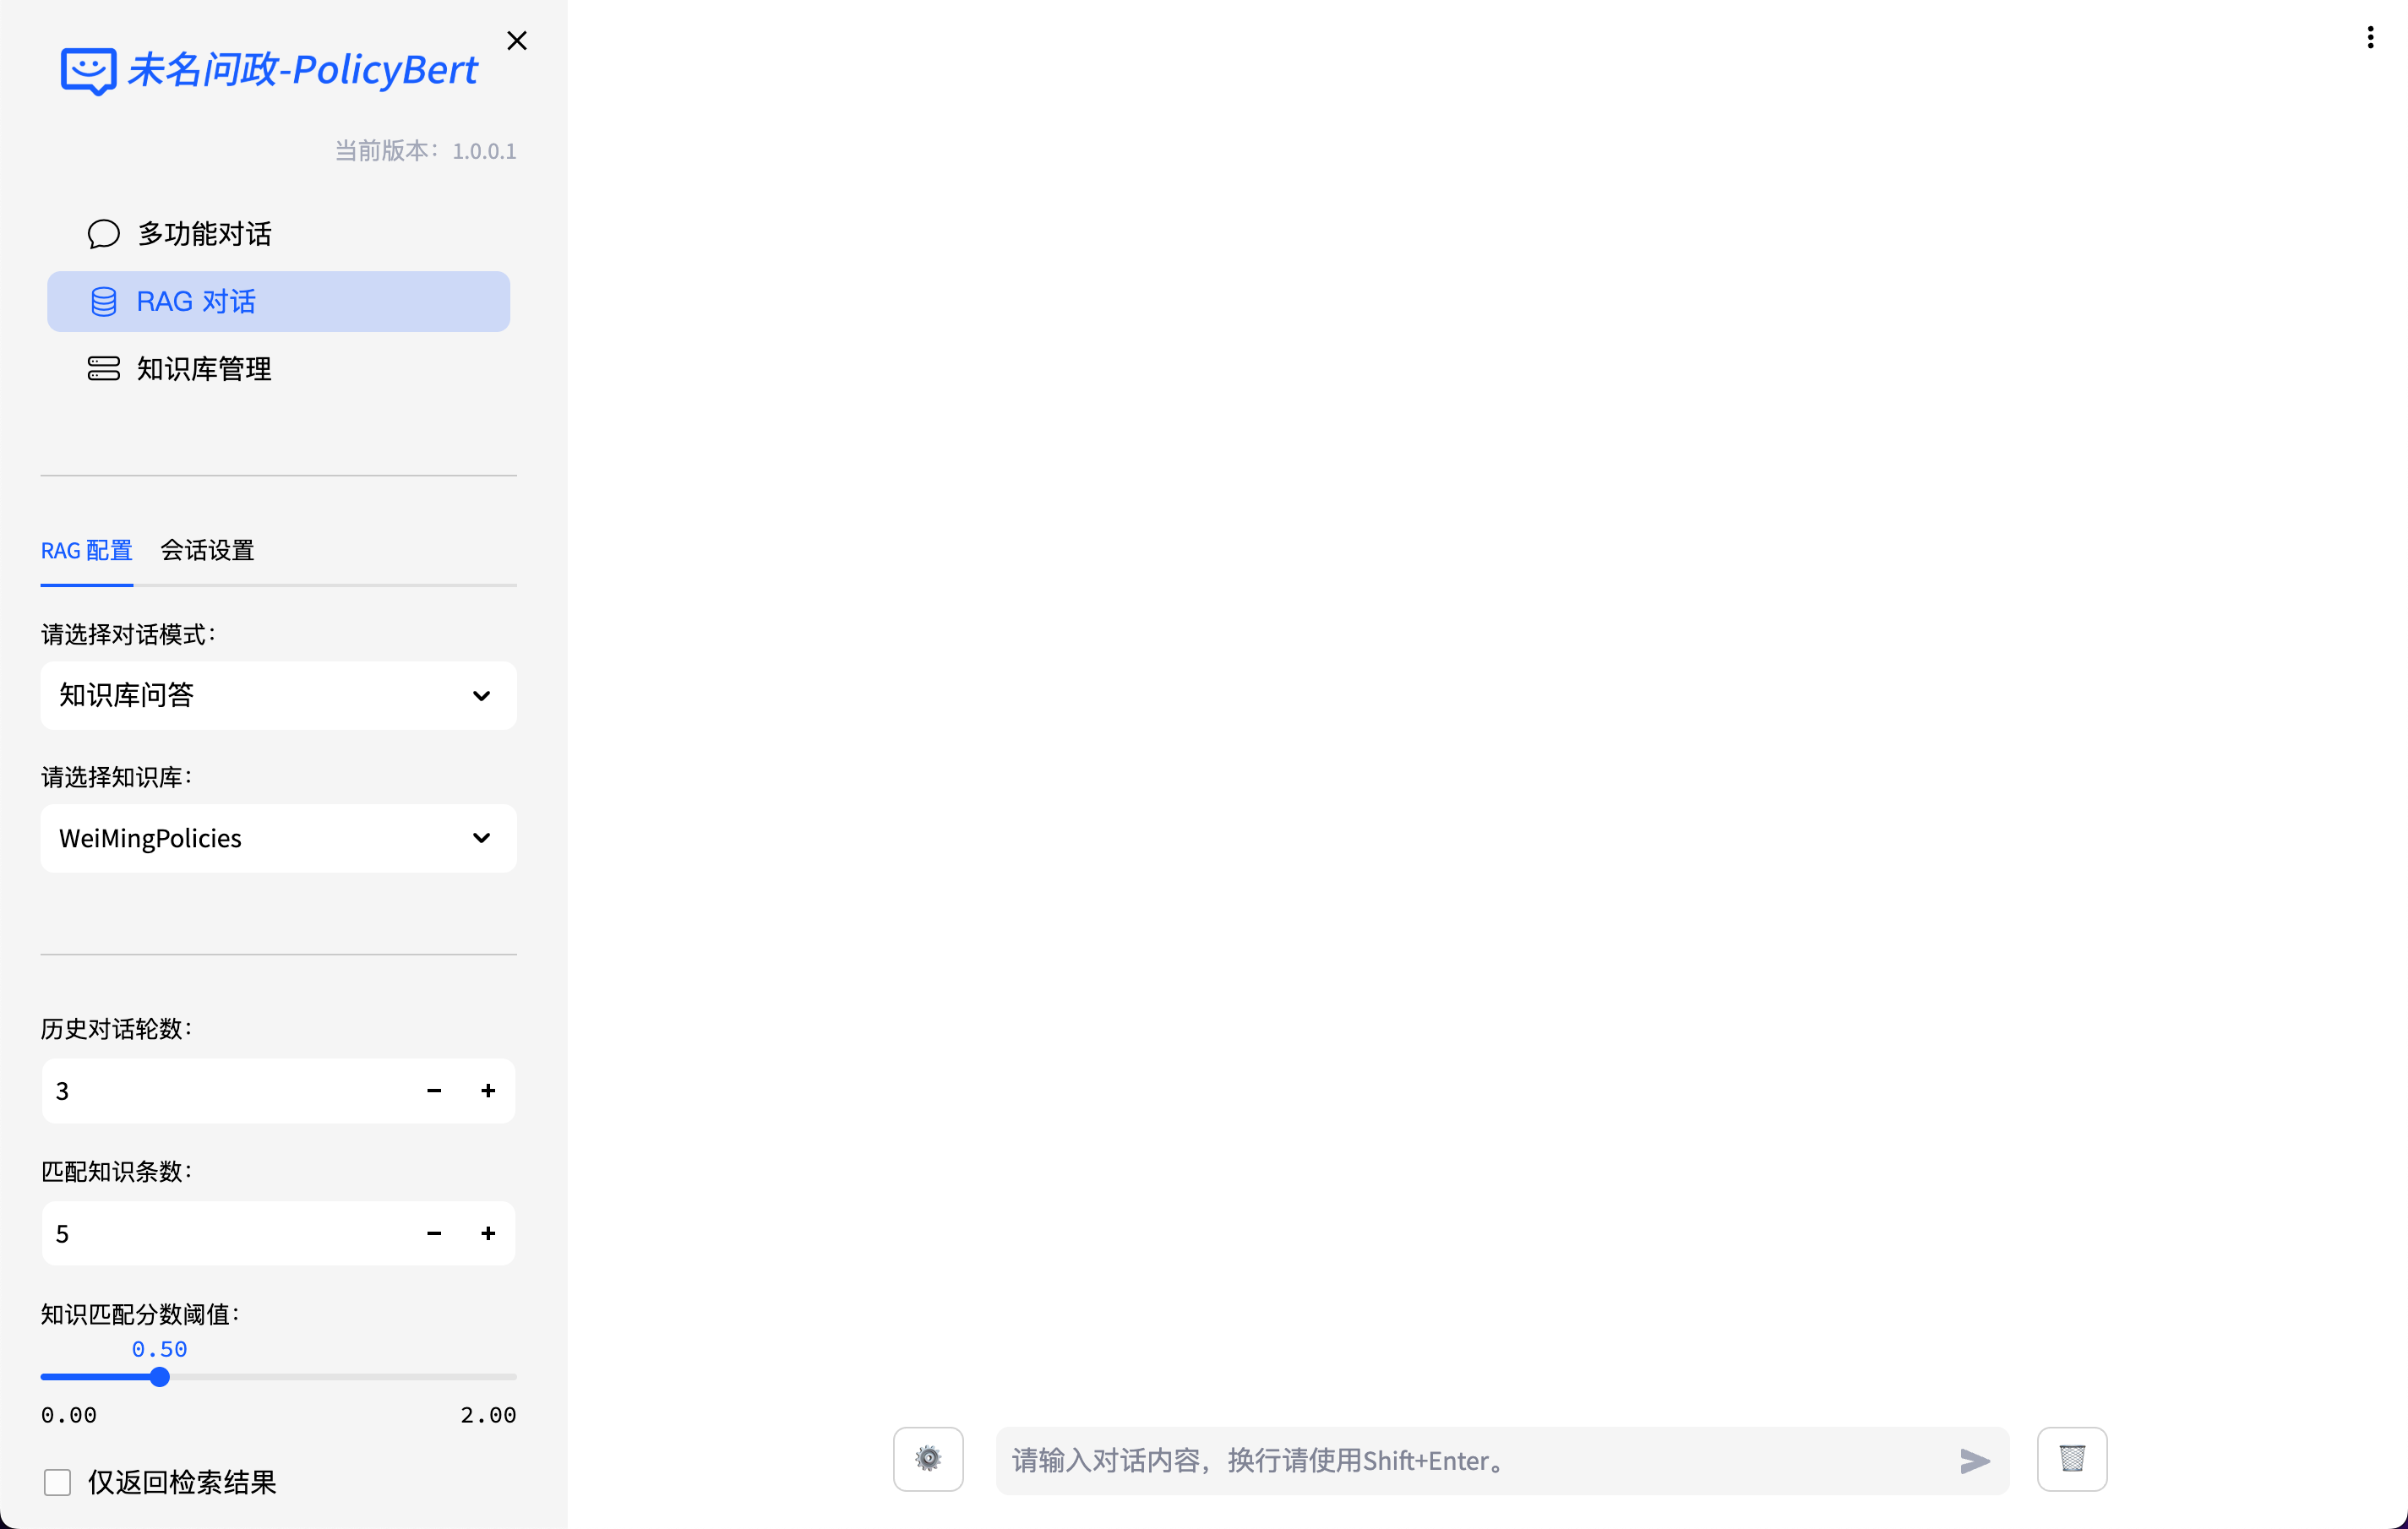 未名问政-PolicyBert
当前版本：1.0.0.1
多功能对话
RAG 对话
知识库管理
RAG 配置 会话设置
请选择对话模式：
知识库问答
请选择知识库：
WeiMingPolicies
历史对话轮数：
3
匹配知识条数：
5
知识匹配分数阈值：
0.50
0.00 2.00
仅返回检索结果
请输入对话内容，换行请使用Shift+Enter。